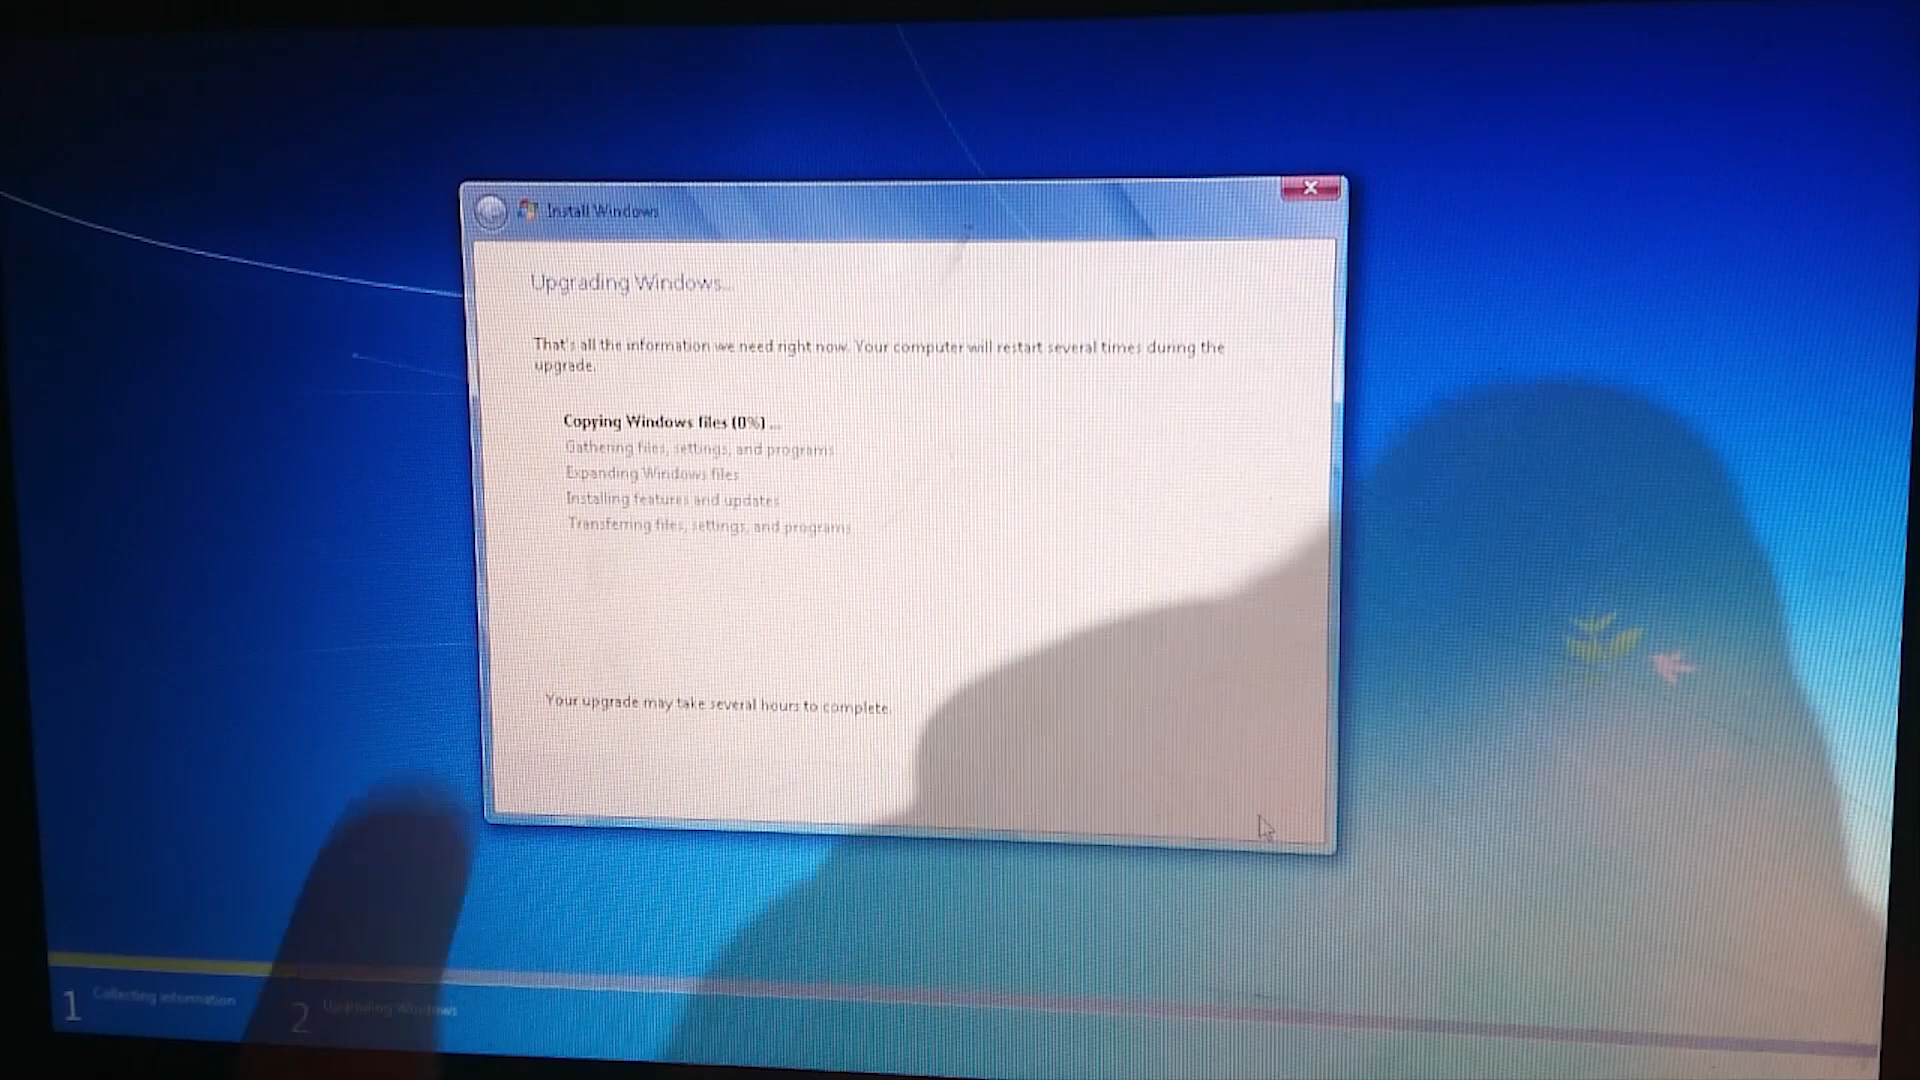 Install Windows
Upgrading Windows...
That's all the information we need right now. Your computer will restart several times during the
upgrade.
Copying Windows files (0%) ...
Gathering files, settings, and programs
Expanding Windows files
Installing features and updates
Transferring files, settings, and programs
Your upgrade may take several hours to complete.
1 Collecting information
2 Upgrading Windows